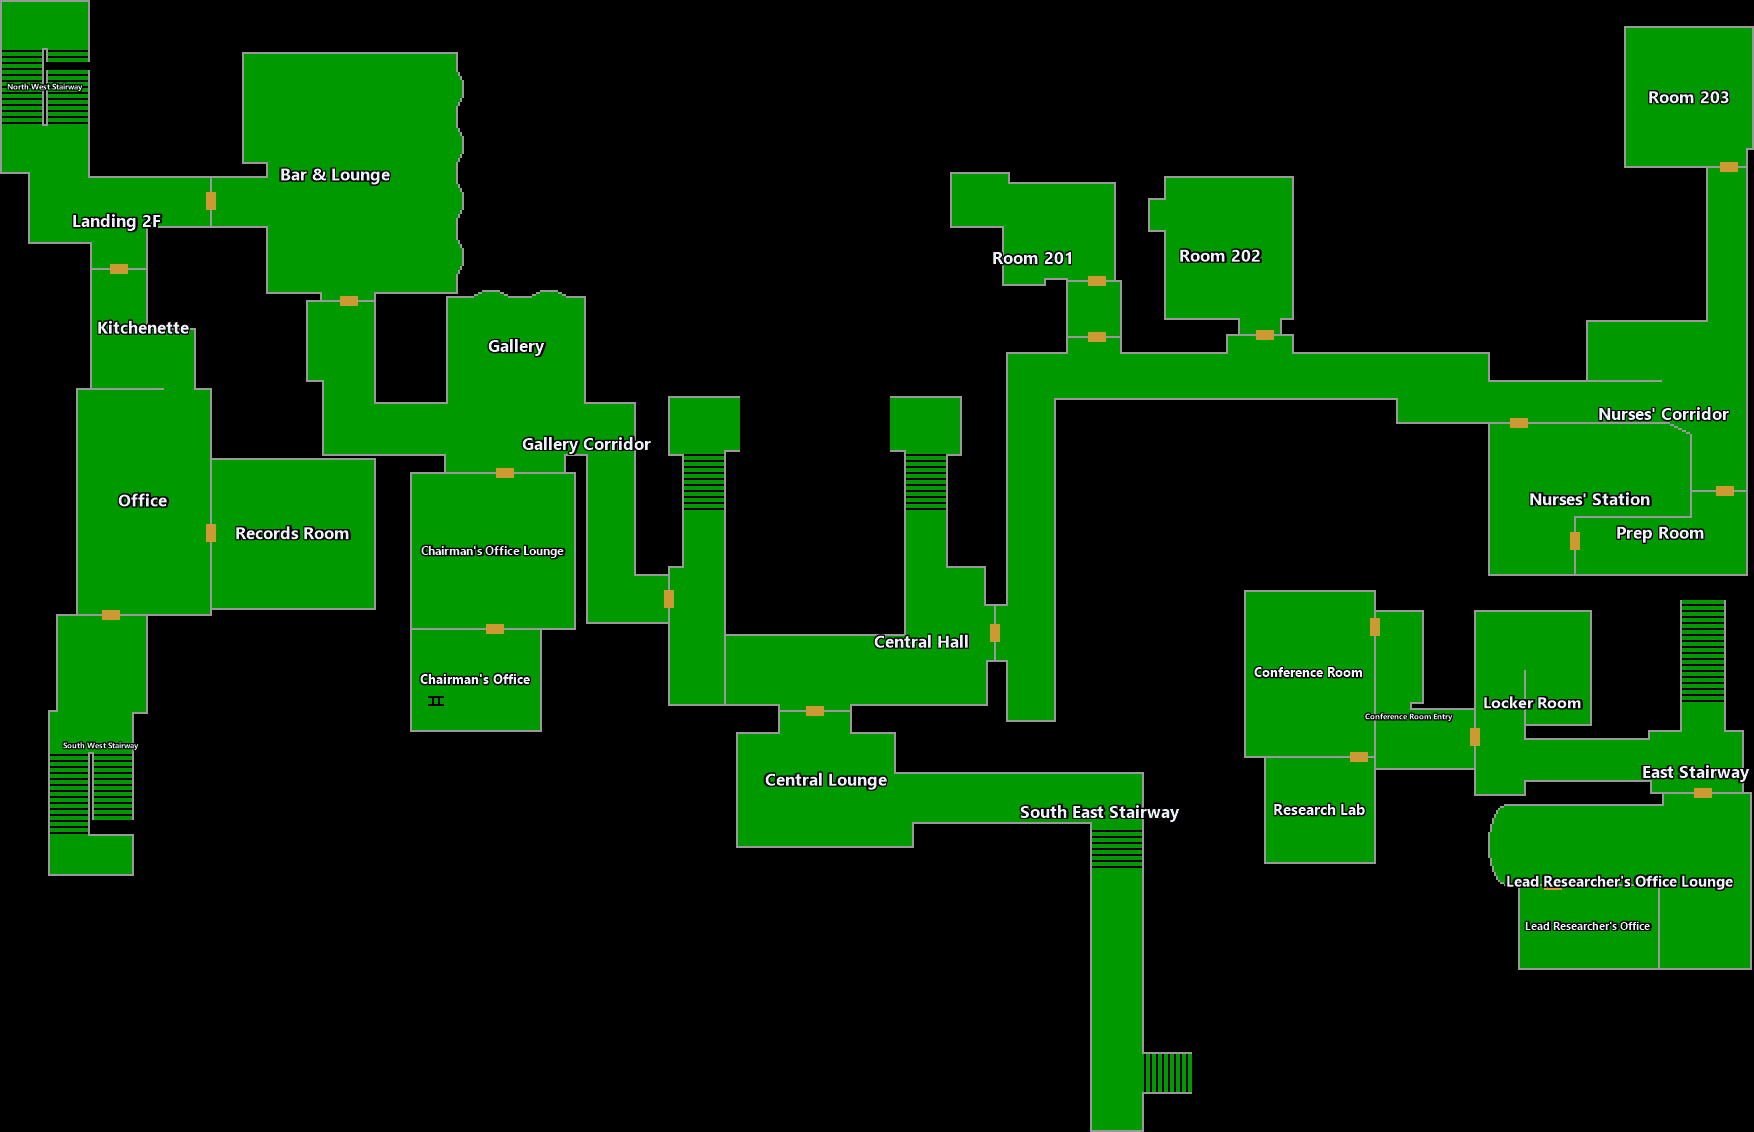 North West Stairway
Room 203
Bar & Lounge
Landing 2F
Room 201
Room 202
Kitchenette
Gallery
Nurses' Corridor
Gallery Corridor
Office
Nurses' Station
Records Room
Prep Room
Chairman's Office Lounge
Central Hall
Conference Room
Chairman's Office
Locker Room
Conference Room Entry
South West Stairway
East Stairway
Central Lounge
South East Stairway
Research Lab
Lead Researcher's Office Lounge
Lead Researcher's Office